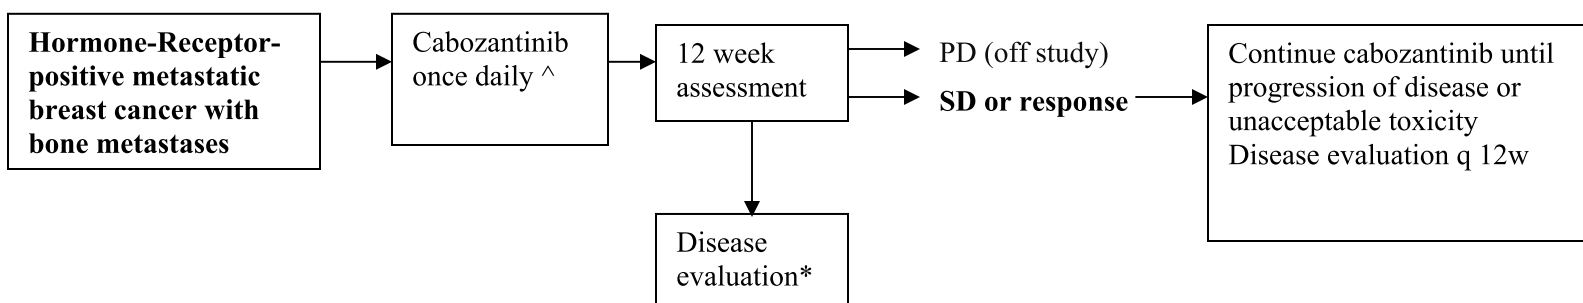 Hormone-Receptor-
positive metastatic
breast cancer with
bone metastases
Cabozantinib
once daily ^
12 week
assessment
PD (off study)
SD or response
Continue cabozantinib until
progression of disease or
unacceptable toxicity
Disease evaluation q 12w
Disease
evaluation*